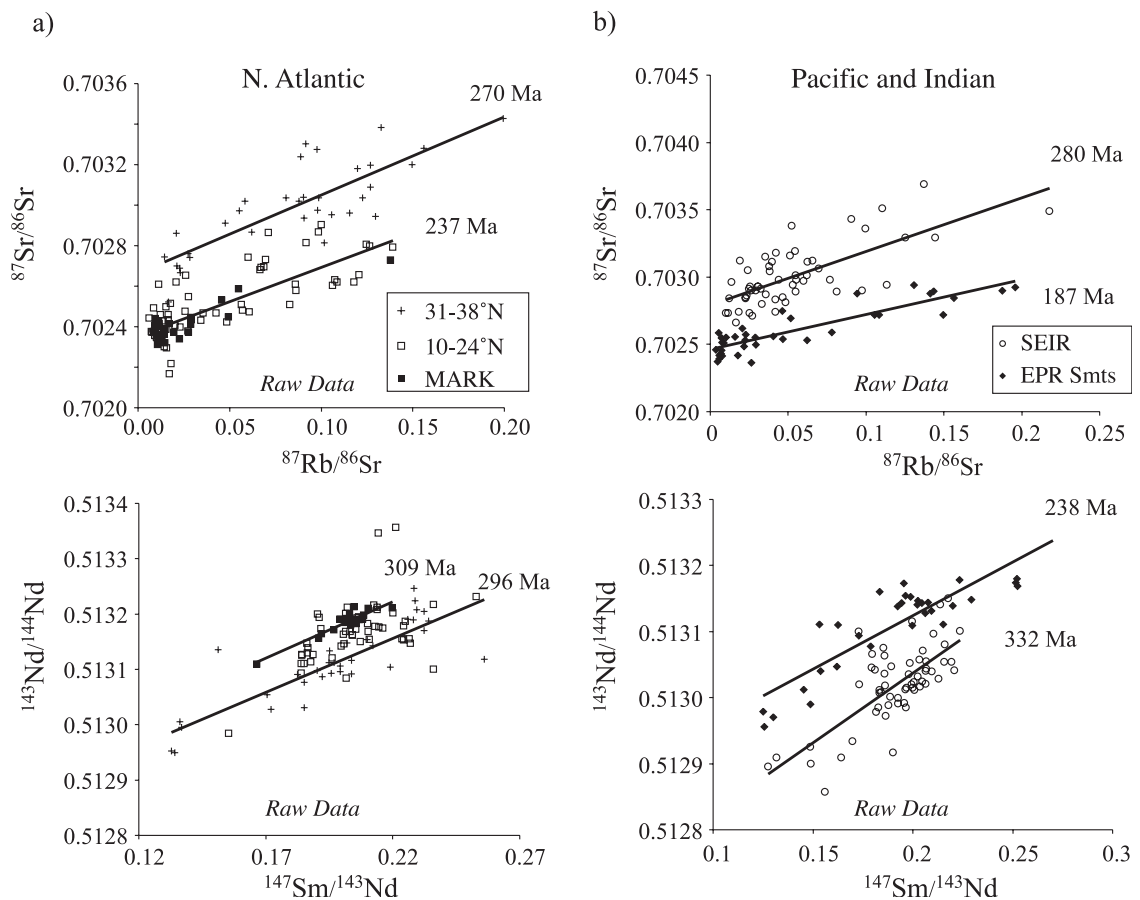 a)
N. Atlantic
⁸⁷Sr/⁸⁶Sr
0.7036
0.7032
0.7028
0.7024
0.7020
270 Ma
237 Ma
+ 31-38°N
□ 10-24°N
■ MARK
Raw Data
0.00 0.05 0.10 0.15 0.20
⁸⁷Rb/⁸⁶Sr
b)
Pacific and Indian
⁸⁷Sr/⁸⁶Sr
0.7045
0.7040
0.7035
0.7030
0.7025
0.7020
280 Ma
187 Ma
○ SEIR
◆ EPR Smts
Raw Data
0 0.05 0.1 0.15 0.2 0.25
⁸⁷Rb/⁸⁶Sr
¹⁴³Nd/¹⁴⁴Nd
0.5134
0.5133
0.5132
0.5131
0.5130
0.5129
0.5128
309 Ma
296 Ma
Raw Data
0.12 0.17 0.22 0.27
¹⁴⁷Sm/¹⁴³Nd
¹⁴³Nd/¹⁴⁴Nd
0.5133
0.5132
0.5131
0.5130
0.5129
0.5128
238 Ma
332 Ma
Raw Data
0.1 0.15 0.2 0.25 0.3
¹⁴⁷Sm/¹⁴³Nd